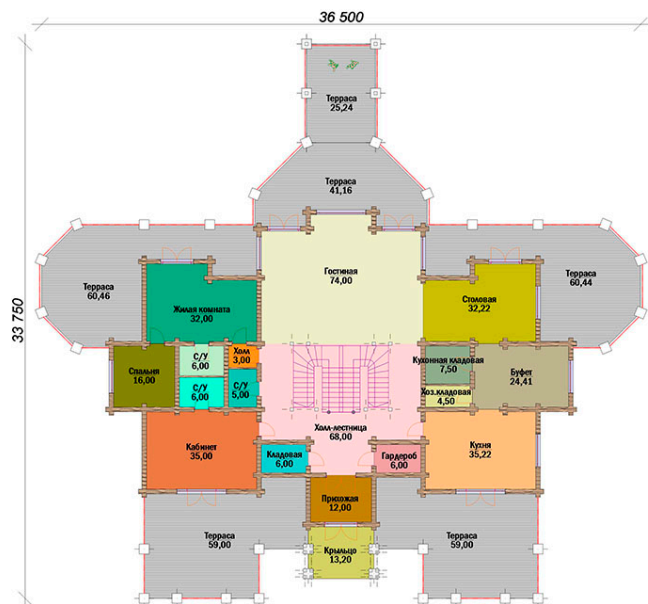 36 500
33 750
Терраса
25,24
Терраса
41,16
Гостиная
74,00
Терраса
60,46
Жилая комната
32,00
Столовая
32,22
Терраса
60,44
Спальня
16,00
С/У
6,00
Холл
3,00
С/У
6,00
С/У
5,00
Кухонная кладовая
7,50
Хоз.кладовая
4,50
Буфет
24,41
Холл-лестница
68,00
Кабинет
35,00
Кладовая
6,00
Гардероб
6,00
Кухня
35,22
Прихожая
12,00
Терраса
59,00
Крыльцо
13,20
Терраса
59,00